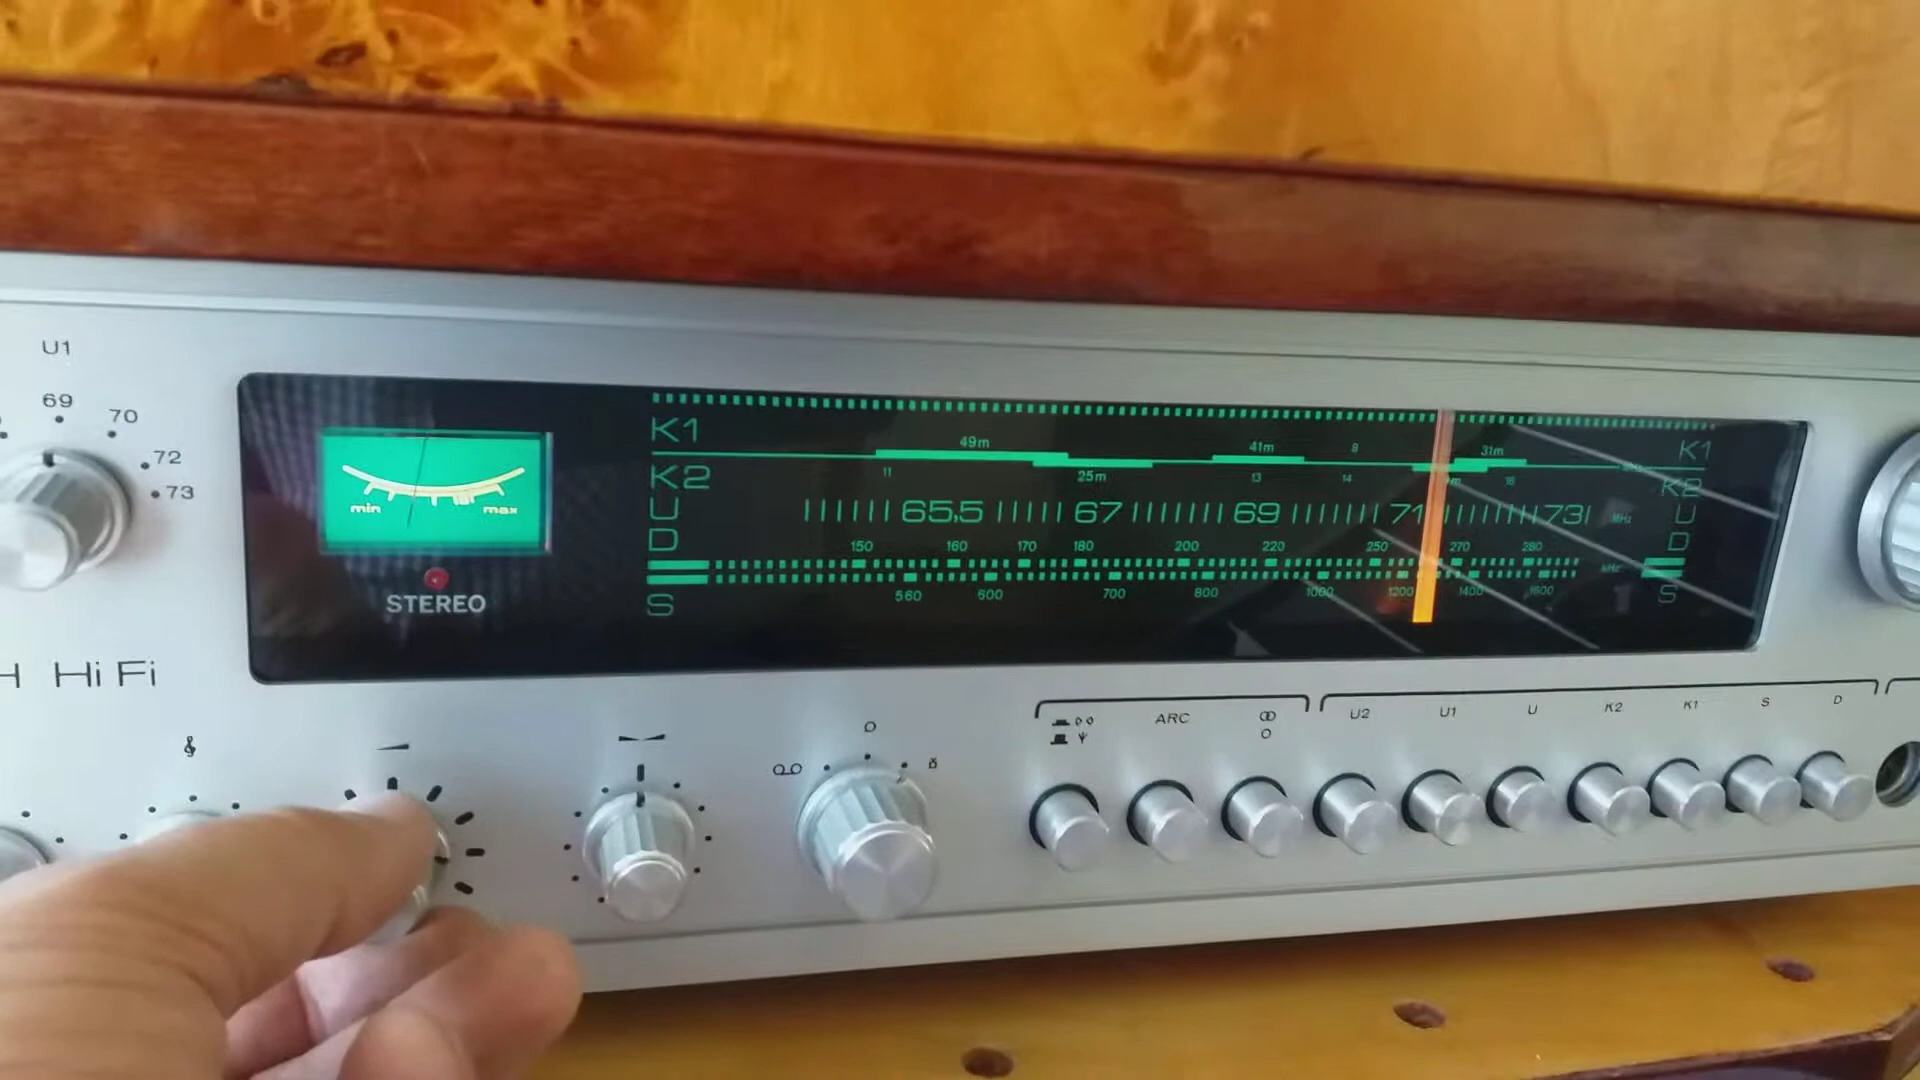 U1
69 70
72
73
min max
STEREO
Hi Fi
K1 49m 41m 8 31m K1
K2 11 25m 13 14 16 K2
U 65,5 67 69 71 73 MHz U
D 150 160 170 180 200 220 250 270 280 D
kHz
S 560 600 700 800 1000 1200 1400 1600 S
ARC U2 U1 U K2 K1 S D